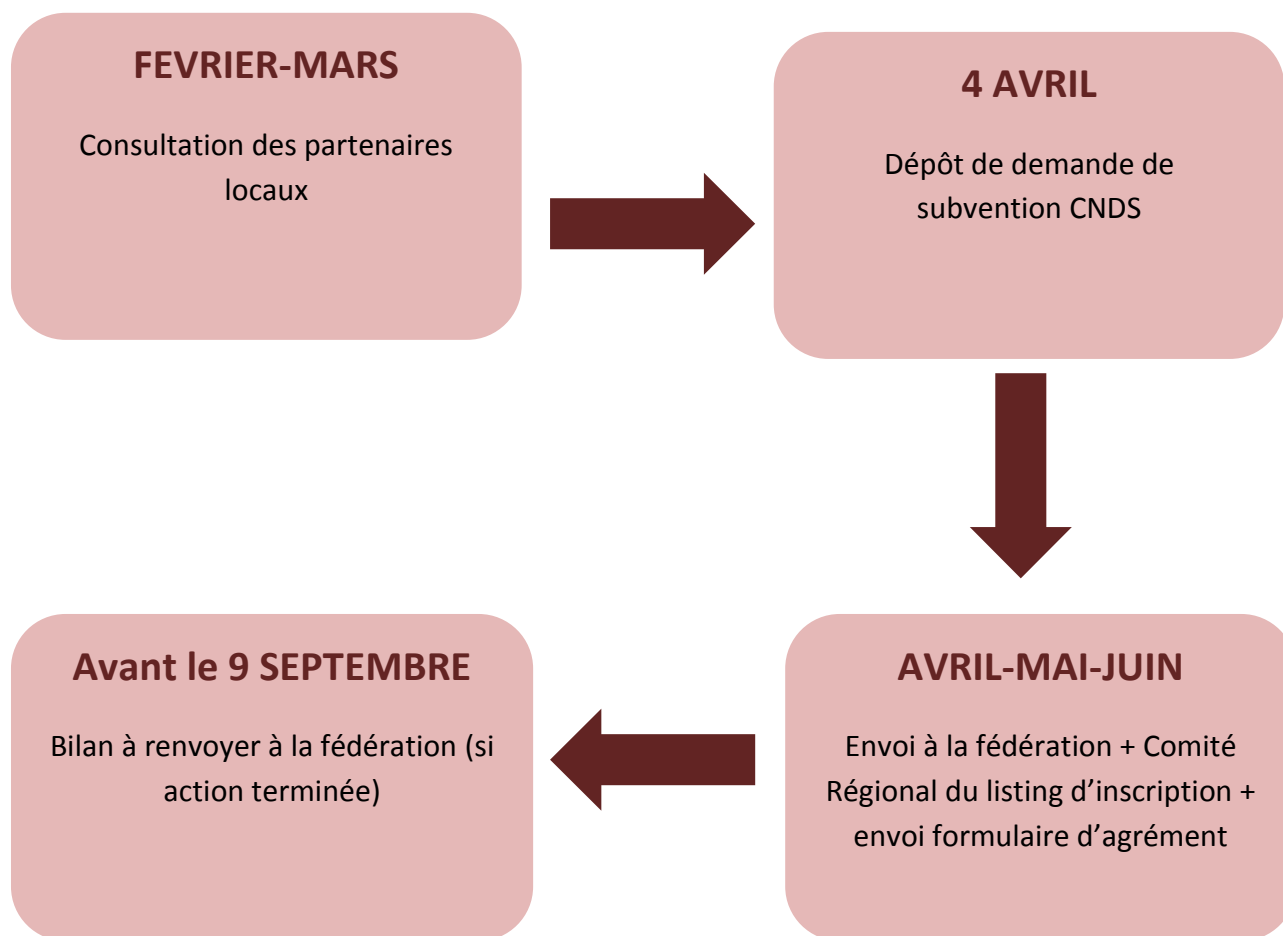 FEVRIER-MARS
Consultation des partenaires
locaux
4 AVRIL
Dépôt de demande de
subvention CNDS
AVRIL-MAI-JUIN
Envoi à la fédération + Comité
Régional du listing d’inscription +
envoi formulaire d’agrément
Avant le 9 SEPTEMBRE
Bilan à renvoyer à la fédération (si
action terminée)